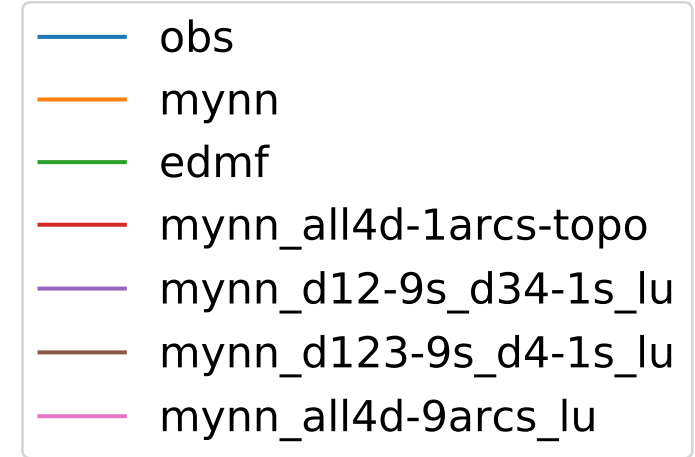 obs
mynn
edmf
mynn_all4d-1arcs-topo
mynn_d12-9s_d34-1s_lu
mynn_d123-9s_d4-1s_lu
mynn_all4d-9arcs_lu